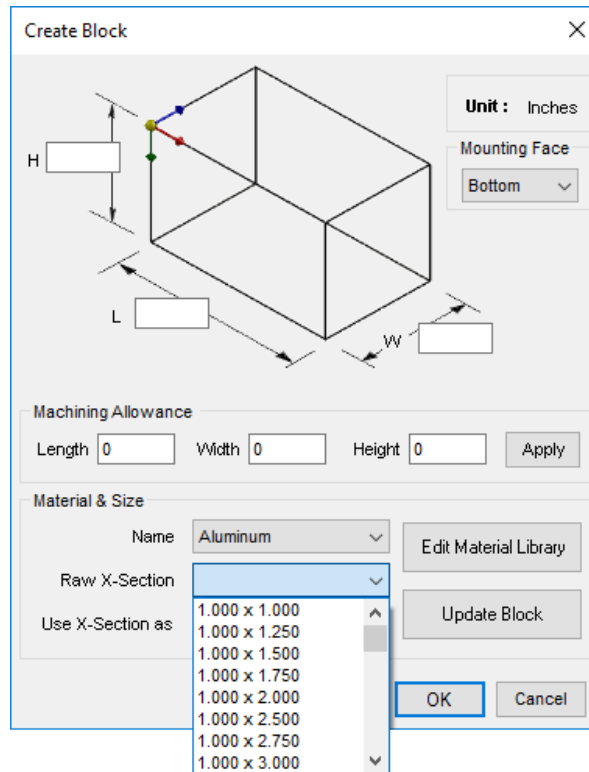 Create Block
Unit : Inches
Mounting Face
Bottom
H
L
W
Machining Allowance
Length 0 Width 0 Height 0 Apply
Material & Size
Name Aluminum Edit Material Library
Raw X-Section
Use X-Section as Update Block
1.000 x 1.000
1.000 x 1.250
1.000 x 1.500
1.000 x 1.750
1.000 x 2.000
1.000 x 2.500
1.000 x 2.750
1.000 x 3.000
OK Cancel